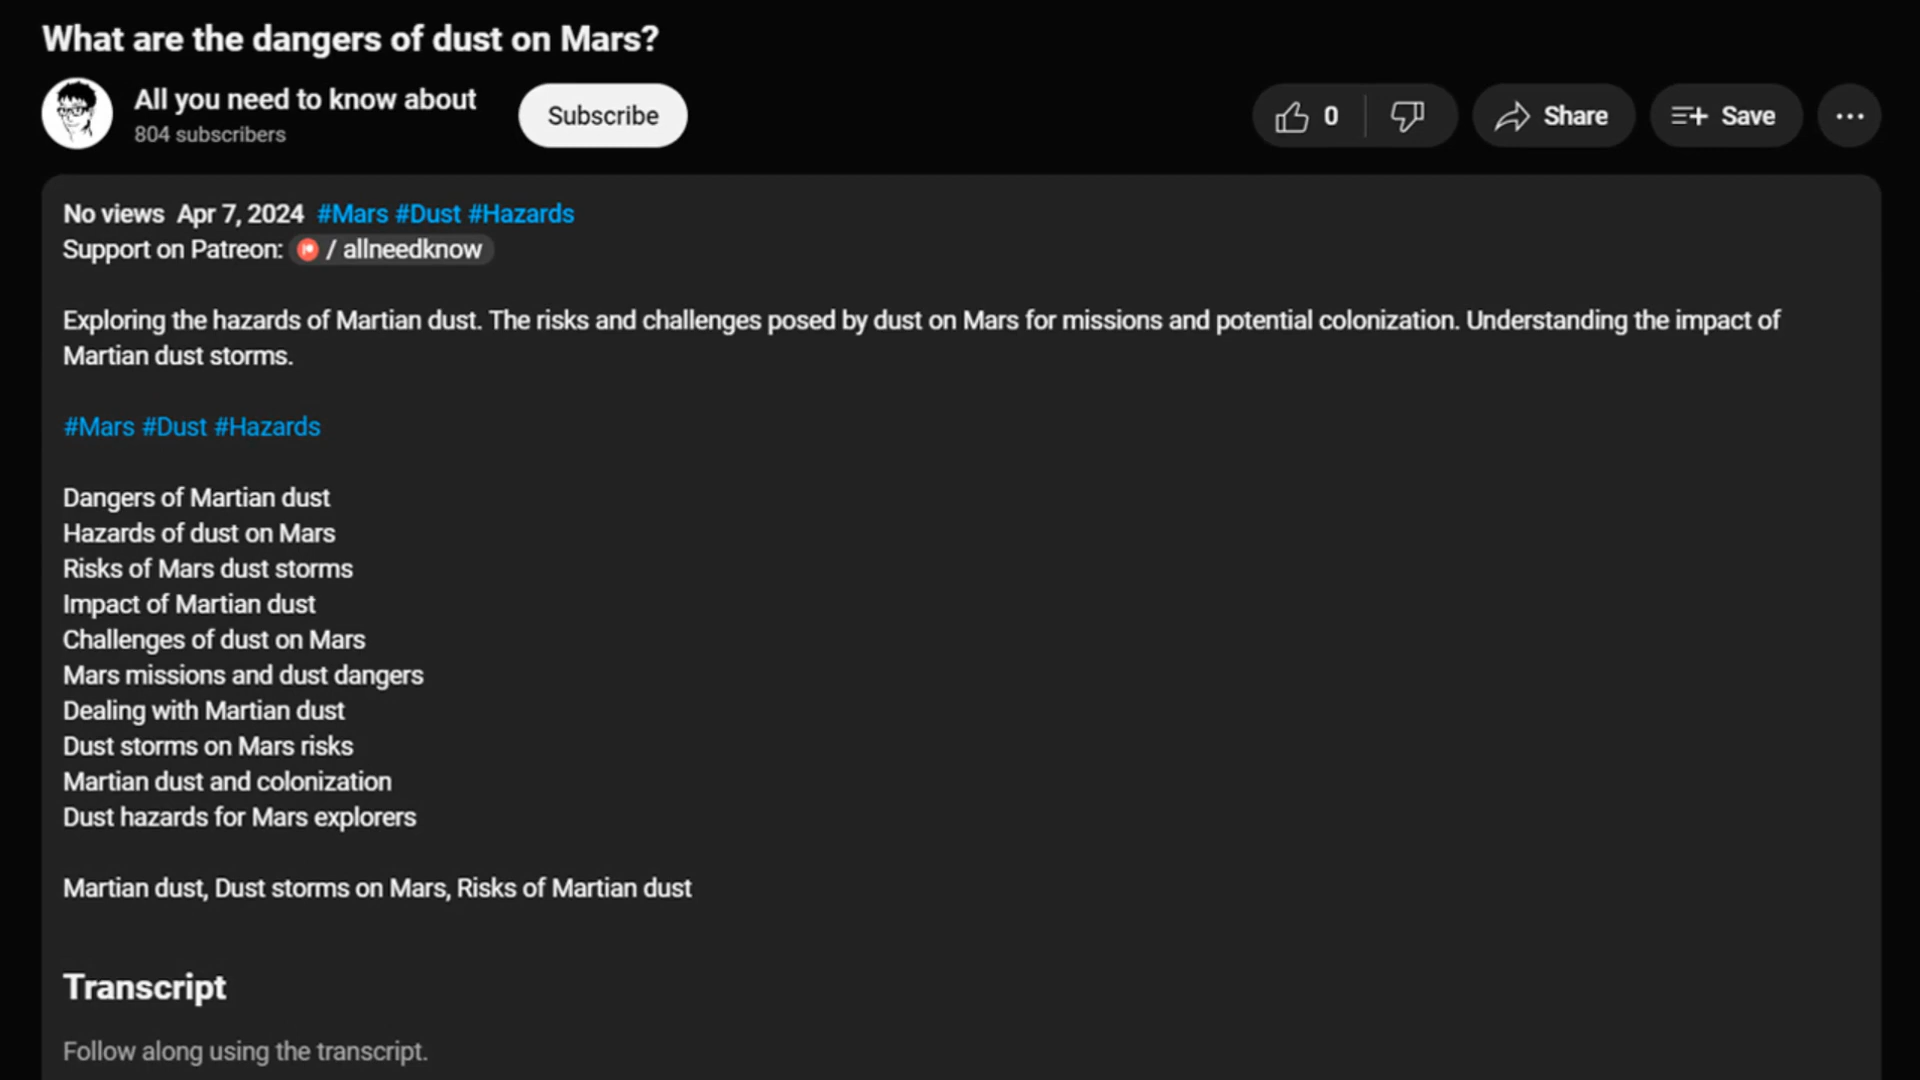 What are the dangers of dust on Mars?
All you need to know about
804 subscribers
Subscribe
0
Share
Save
No views Apr 7, 2024 #Mars #Dust #Hazards
Support on Patreon: / allneedknow
Exploring the hazards of Martian dust. The risks and challenges posed by dust on Mars for missions and potential colonization. Understanding the impact of
Martian dust storms.
#Mars #Dust #Hazards
Dangers of Martian dust
Hazards of dust on Mars
Risks of Mars dust storms
Impact of Martian dust
Challenges of dust on Mars
Mars missions and dust dangers
Dealing with Martian dust
Dust storms on Mars risks
Martian dust and colonization
Dust hazards for Mars explorers
Martian dust, Dust storms on Mars, Risks of Martian dust
Transcript
Follow along using the transcript.